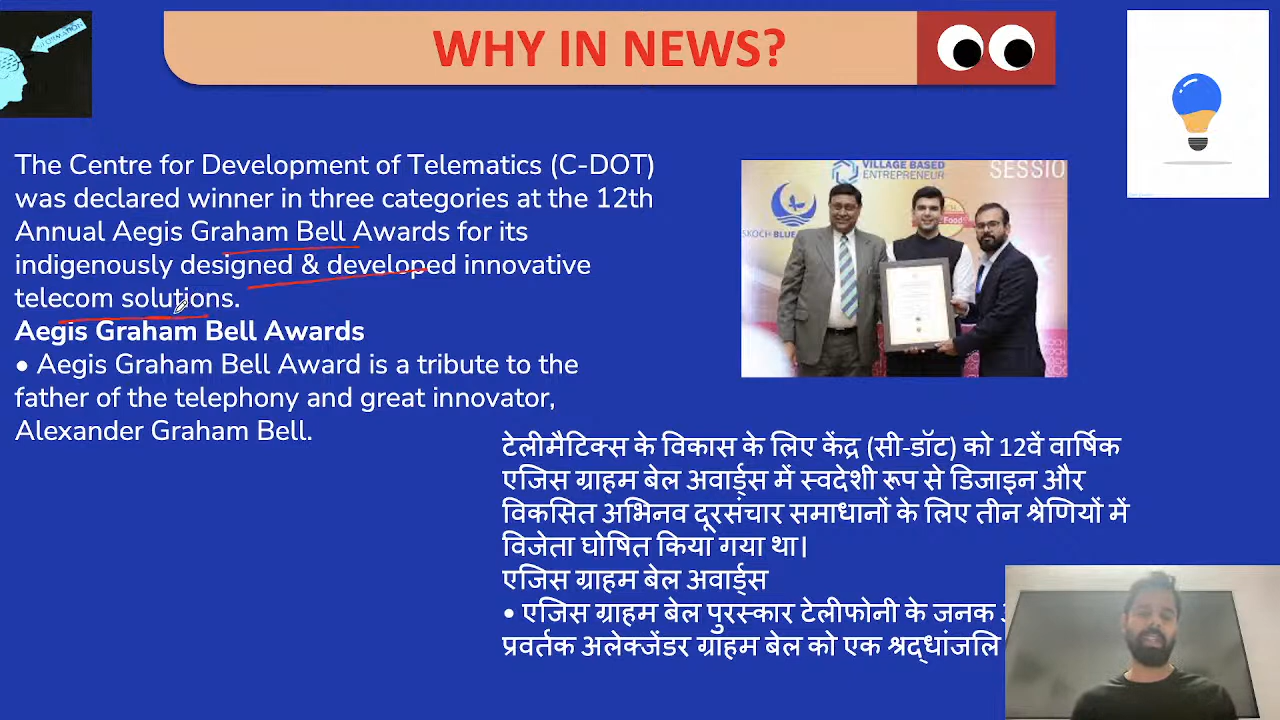 INFORMATION
WHY IN NEWS?
The Centre for Development of Telematics (C-DOT)
was declared winner in three categories at the 12th
Annual Aegis Graham Bell Awards for its
indigenously designed & developed innovative
telecom solutions.
Aegis Graham Bell Awards
● Aegis Graham Bell Award is a tribute to the
father of the telephony and great innovator,
Alexander Graham Bell.
VILLAGE BASED
ENTREPRENEUR
SESSIO
SKOCH BLUE
Food
टेलीमैटिक्स के विकास के लिए केंद्र (सी-डॉट) को 12वें वार्षिक
एजिस ग्राहम बेल अवार्ड्स में स्वदेशी रूप से डिजाइन और
विकसित अभिनव दूरसंचार समाधानों के लिए तीन श्रेणियों में
विजेता घोषित किया गया था।
एजिस ग्राहम बेल अवार्ड्स
• एजिस ग्राहम बेल पुरस्कार टेलीफोनी के जनक
प्रवर्तक अलेक्जेंडर ग्राहम बेल को एक श्रद्धांजलि